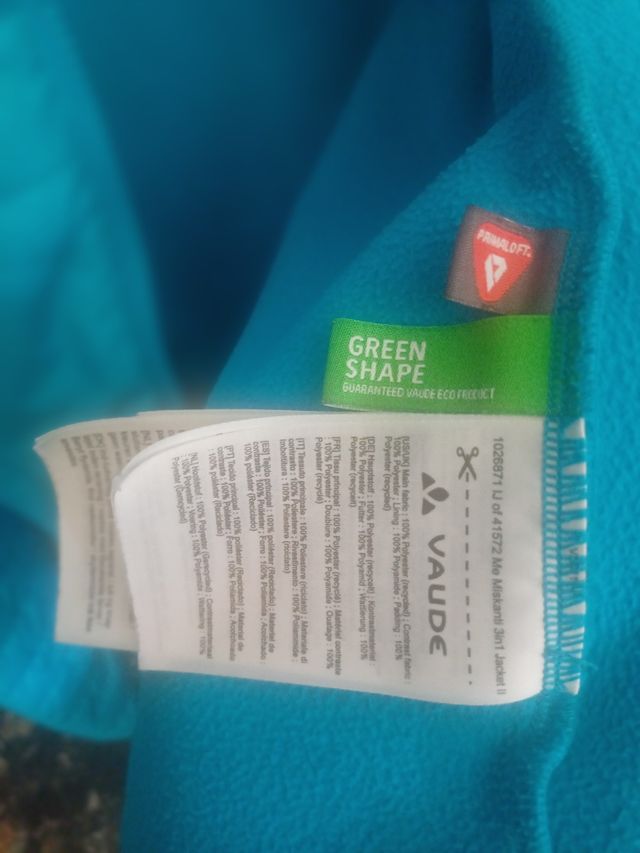 PRIMALOFT
GREEN
SHAPE
GUARANTEED VAUDE ECO PRODUCT
1026871 IJ of 41572 Me Miskanti 3in1 Jacket II
VAUDE
[US/UK] Main fabric : 100% Polyester (recycled) ; Contrast fabric :
100% Polyester ; Lining : 100% Polyamide ; Padding : 100%
Polyester (recycled)
[DE] Hauptstoff : 100% Polyester (recycelt) ; Kontrastmaterial :
100% Polyester ; Futter : 100% Polyamid ; Wattierung : 100%
Polyester (recycelt)
[FR] Tissu principal : 100% Polyester (recyclé) ; Matériel contraste
: 100% Polyester ; Doublure : 100% Polyamide ; Ouatage : 100%
Polyester (recyclé)
[IT] Tessuto principale : 100% Poliestere (riciclato) ; Materiale di
contrasto : 100% Poliestere ; Rivestimento : 100% Poliammide ;
Imbottitura : 100% Poliestere (riciclato)
[ES] Tejido principal : 100% poliéster (Reciclado) ; Material de
contraste : 100% Poliéster ; Forro : 100% Poliamida ; Acolchado :
100% poliéster (Reciclado)
[PT] Tecido principal : 100% poliéster (Reciclado) ; Material de
contraste : 100% Poliéster ; Forro : 100% Poliamida ; Acolchoado
: 100% poliéster (Reciclado)
[NL] Hoofdstof : 100% Polyester (Gerecycled) ; Contrastmateriaal
: 100% Polyester ; Voering : 100% Polyamide ; Wattering : 100%
Polyester (Gerecycled)